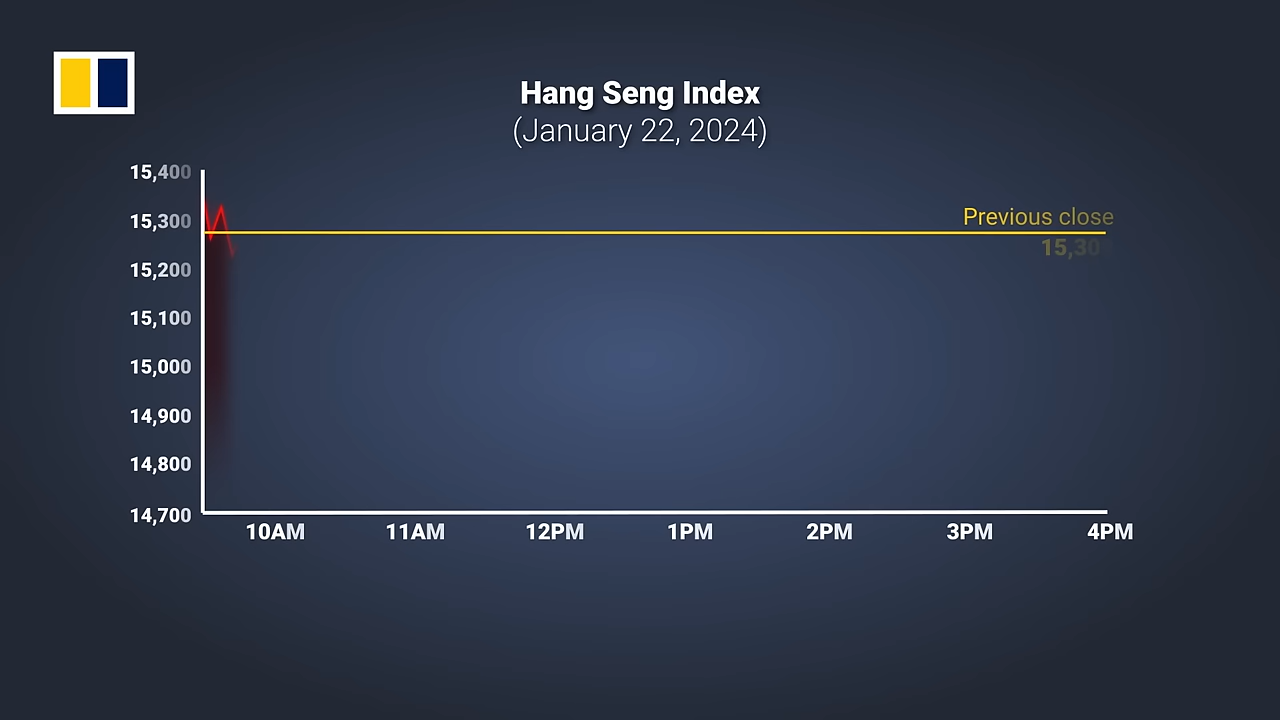 Hang Seng Index
(January 22, 2024)
15,400
15,300
15,200
15,100
15,000
14,900
14,800
14,700
Previous close
10AM
11AM
12PM
1PM
2PM
3PM
4PM